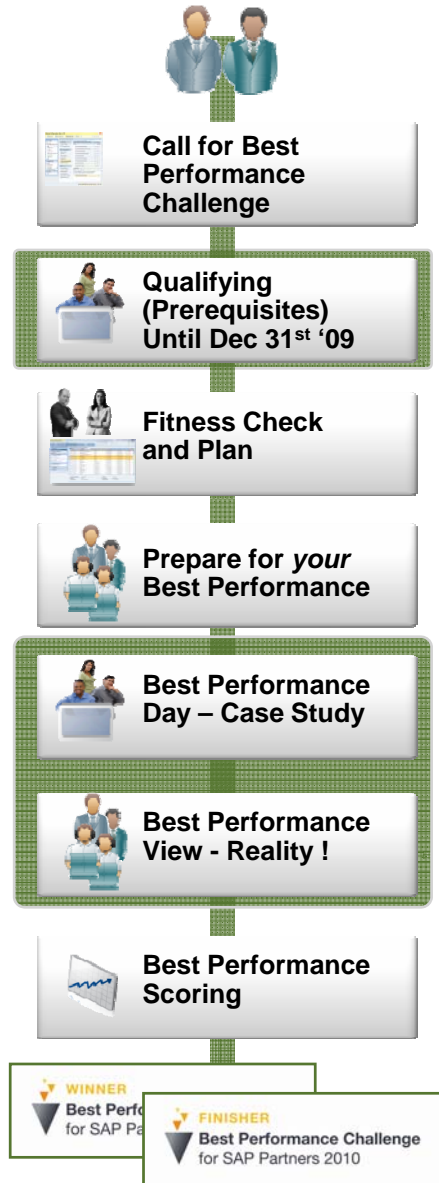 Call for Best
Performance
Challenge
Qualifying
(Prerequisites)
Until Dec 31st ‘09
Fitness Check
and Plan
Prepare for your
Best Performance
Best Performance
Day – Case Study
Best Performance
View - Reality !
Best Performance
Scoring
WINNER
Best Perfo
for SAP Pa
FINISHER
Best Performance Challenge
for SAP Partners 2010